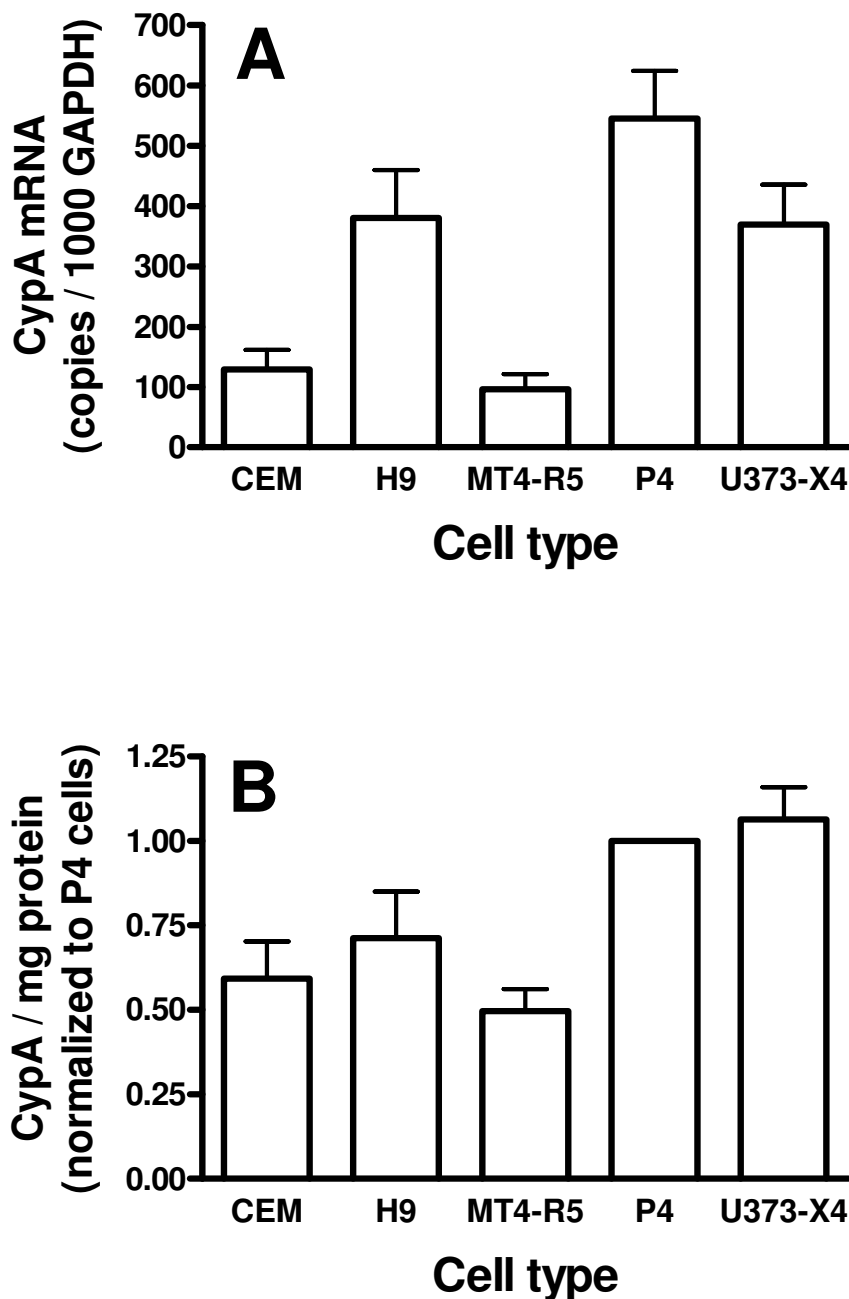 A
CypA mRNA
(copies / 1000 GAPDH)
700
600
500
400
300
200
100
0
CEM H9 MT4-R5 P4 U373-X4
Cell type
B
CypA / mg protein
(normalized to P4 cells)
1.25
1.00
0.75
0.50
0.25
0.00
CEM H9 MT4-R5 P4 U373-X4
Cell type